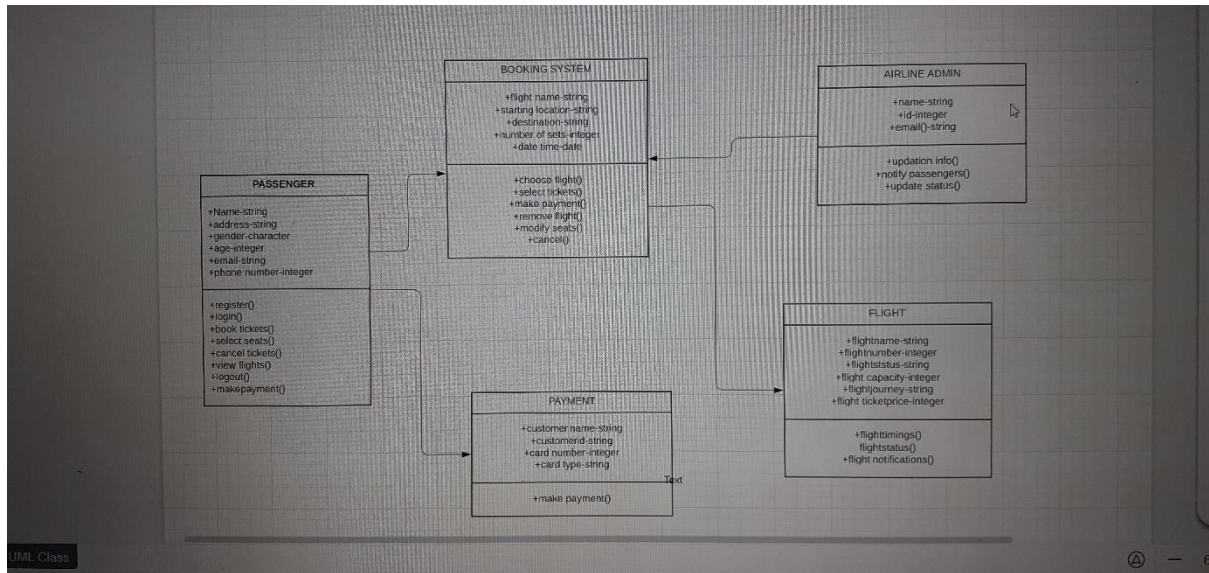 BOOKING SYSTEM
+flight name-string
+starting location-string
+destination-string
+number of sets-integer
+date time-date
+choose flight()
+select tickets()
+make payment()
+remove flight()
+modify seats()
+cancel()
AIRLINE ADMIN
+name-string
+id-integer
+email()-string
+updation info()
+notify passengers()
+update status()
PASSENGER
+Name-string
+address-string
+gender-character
+age-integer
+email-string
+phone number-integer
+register()
+login()
+book tickets()
+select seats()
+cancel tickets()
+view flights()
+logout()
+makepayment()
FLIGHT
+flightname-string
+flightnumber-integer
+flightststus-string
+flight capacity-integer
+flightjourney-string
+flight ticketprice-integer
+flighttimings()
flightstatus()
+flight notifications()
PAYMENT
+customer name-string
+customerid-string
+card number-integer
+card type-string
Text
+make payment()
UML Class